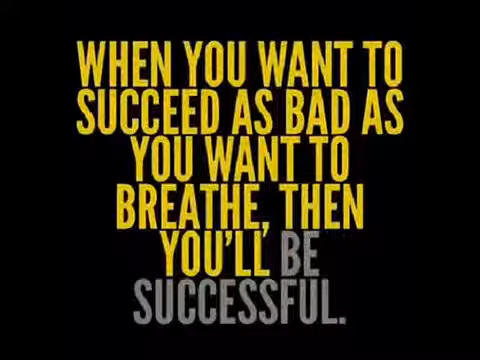 WHEN YOU WANT TO
SUCCEED AS BAD AS
YOU WANT TO
BREATHE, THEN
YOU'LL BE
SUCCESSFUL.